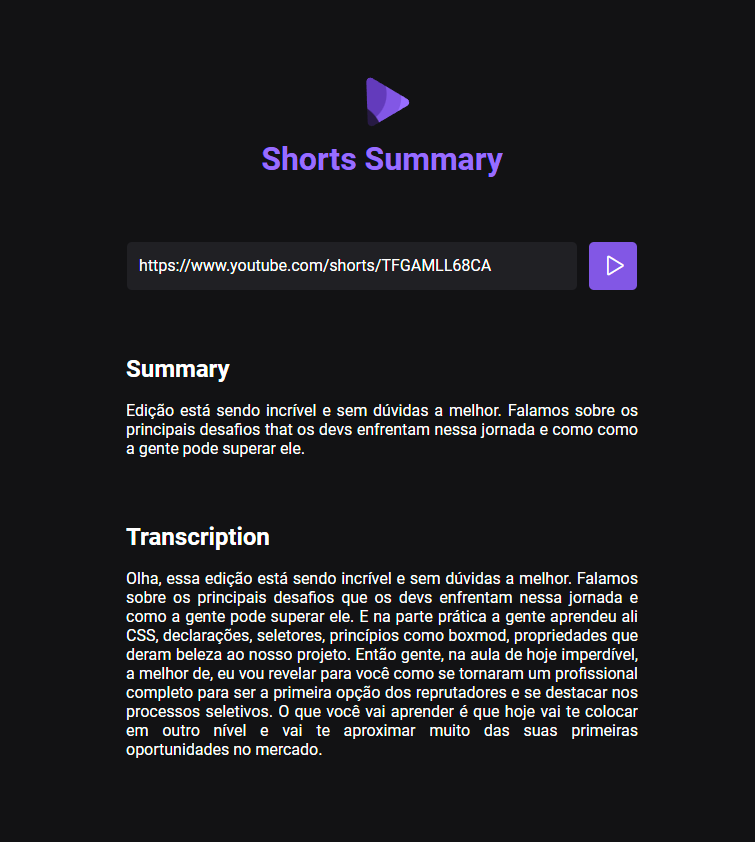 Shorts Summary
https://www.youtube.com/shorts/TFGAMLL68CA
Summary
Edição está sendo incrível e sem dúvidas a melhor. Falamos sobre os
principais desafios that os devs enfrentam nessa jornada e como como
a gente pode superar ele.
Transcription
Olha, essa edição está sendo incrível e sem dúvidas a melhor. Falamos
sobre os principais desafios que os devs enfrentam nessa jornada e
como a gente pode superar ele. E na parte prática a gente aprendeu ali
CSS, declarações, seletores, princípios como boxmod, propriedades que
deram beleza ao nosso projeto. Então gente, na aula de hoje imperdível,
a melhor de, eu vou revelar para você como se tornaram um profissional
completo para ser a primeira opção dos reprutadores e se destacar nos
processos seletivos. O que você vai aprender é que hoje vai te colocar
em outro nível e vai te aproximar muito das suas primeiras
oportunidades no mercado.